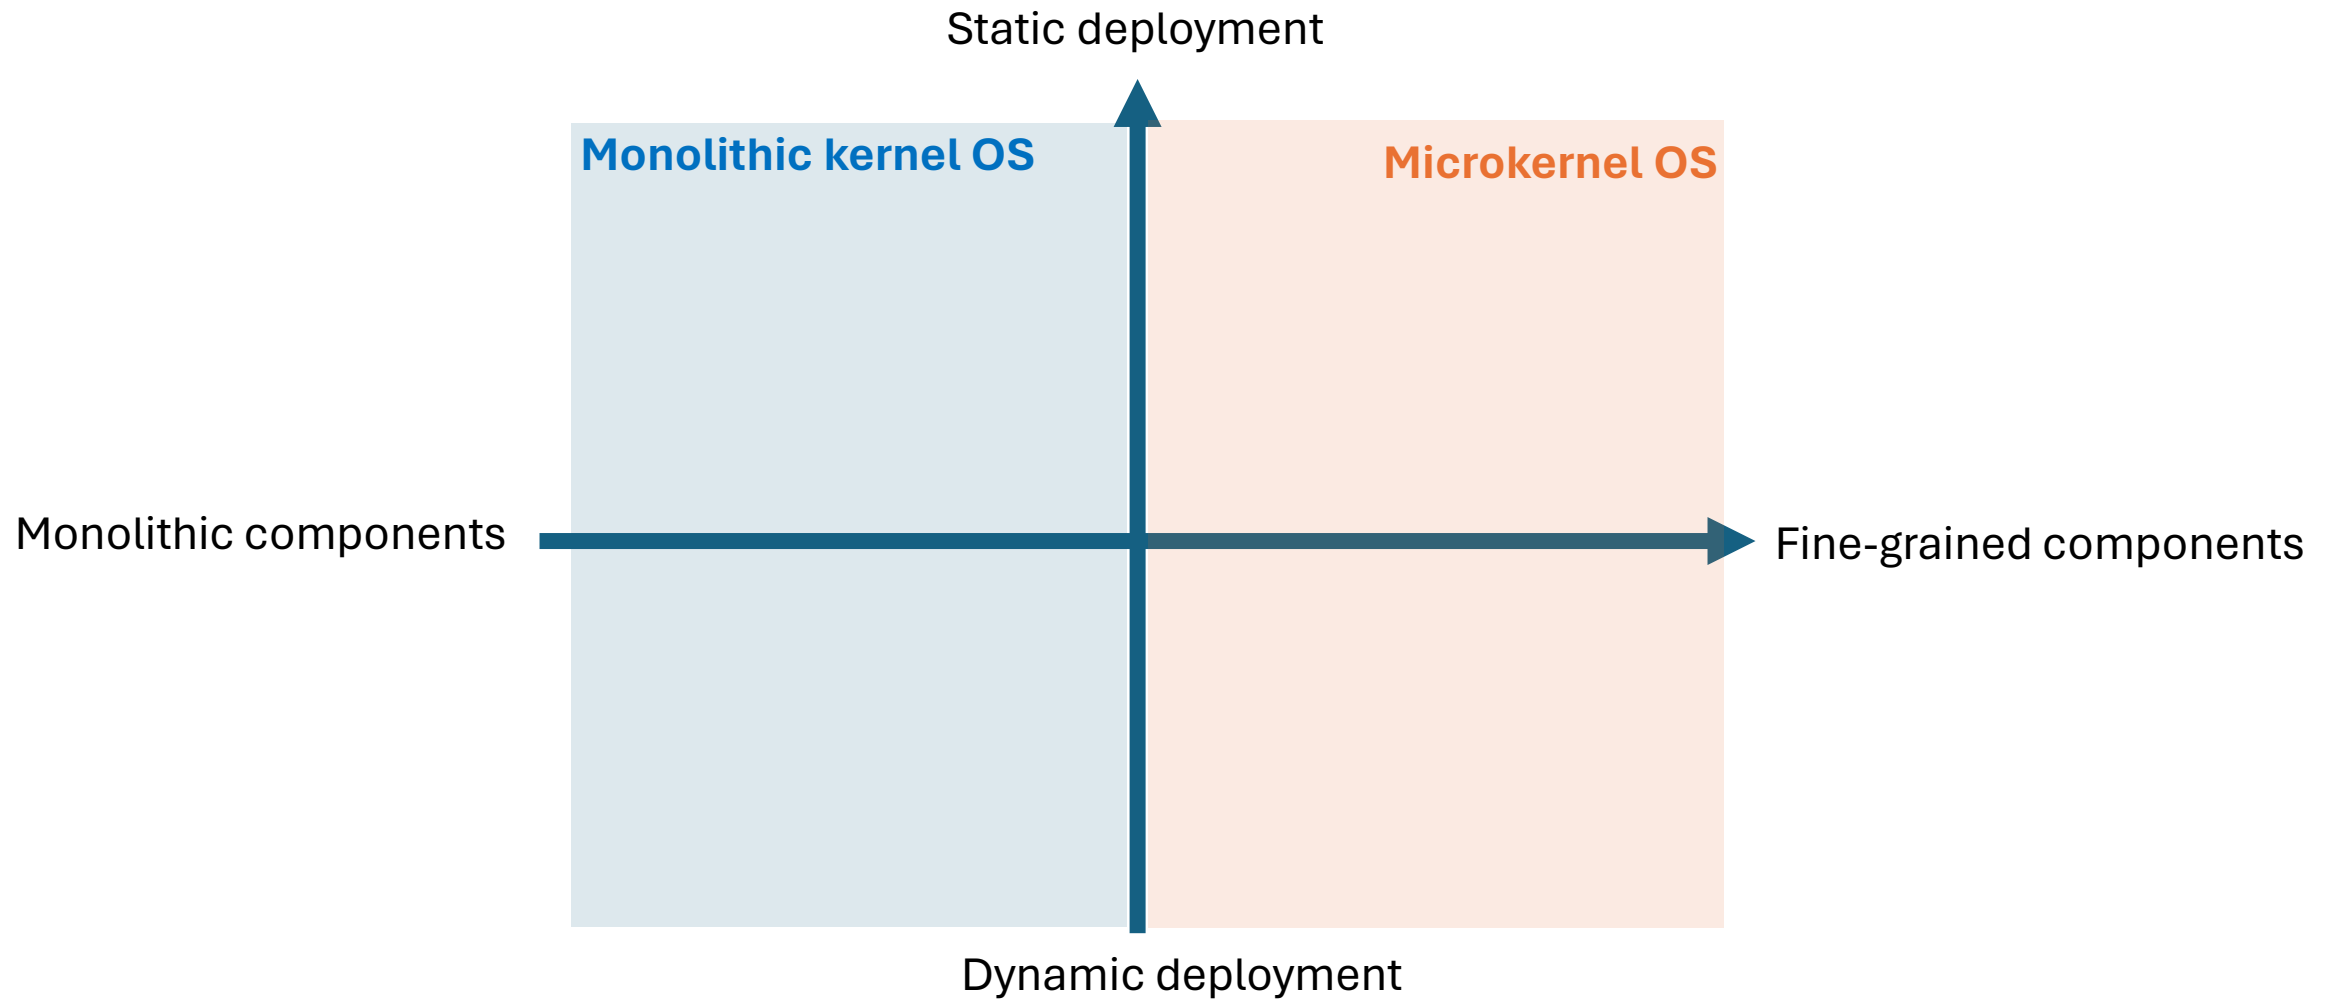 Static deployment
Monolithic kernel OS
Microkernel OS
Monolithic components
Fine-grained components
Dynamic deployment